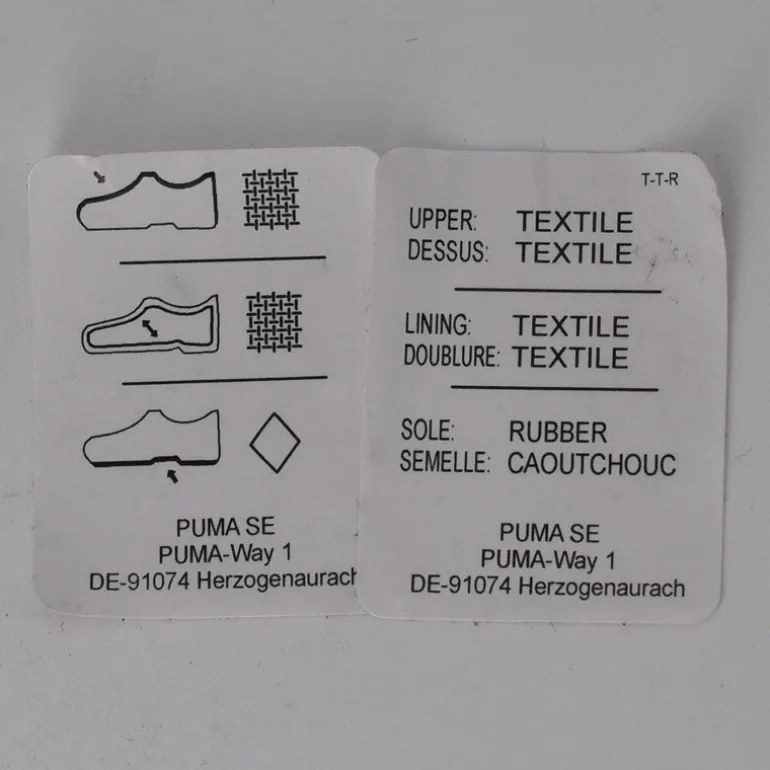 PUMA SE
PUMA-Way 1
DE-91074 Herzogenaurach
T-T-R
UPPER: TEXTILE
DESSUS: TEXTILE
LINING: TEXTILE
DOUBLURE: TEXTILE
SOLE: RUBBER
SEMELLE: CAOUTCHOUC
PUMA SE
PUMA-Way 1
DE-91074 Herzogenaurach